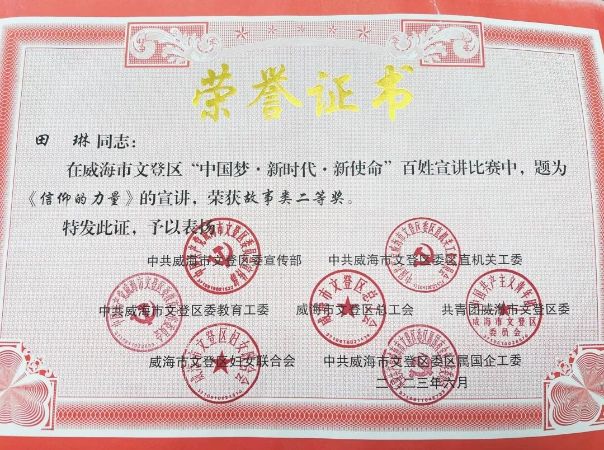 荣誉证书
田 琳同志：
在威海市文登区“中国梦·新时代·新使命”百姓宣讲比赛中，题为
《信仰的力量》的宣讲，荣获故事类二等奖。
特发此证，予以表扬
中共威海市文登区委宣传部 中共威海市文登区委区直机关工委
中共威海市文登区委教育工委 威海市文登区总工会 共青团威海市文登区委
威海市文登区妇女联合会 中共威海市文登区委区属国企工委
二〇二三年六月